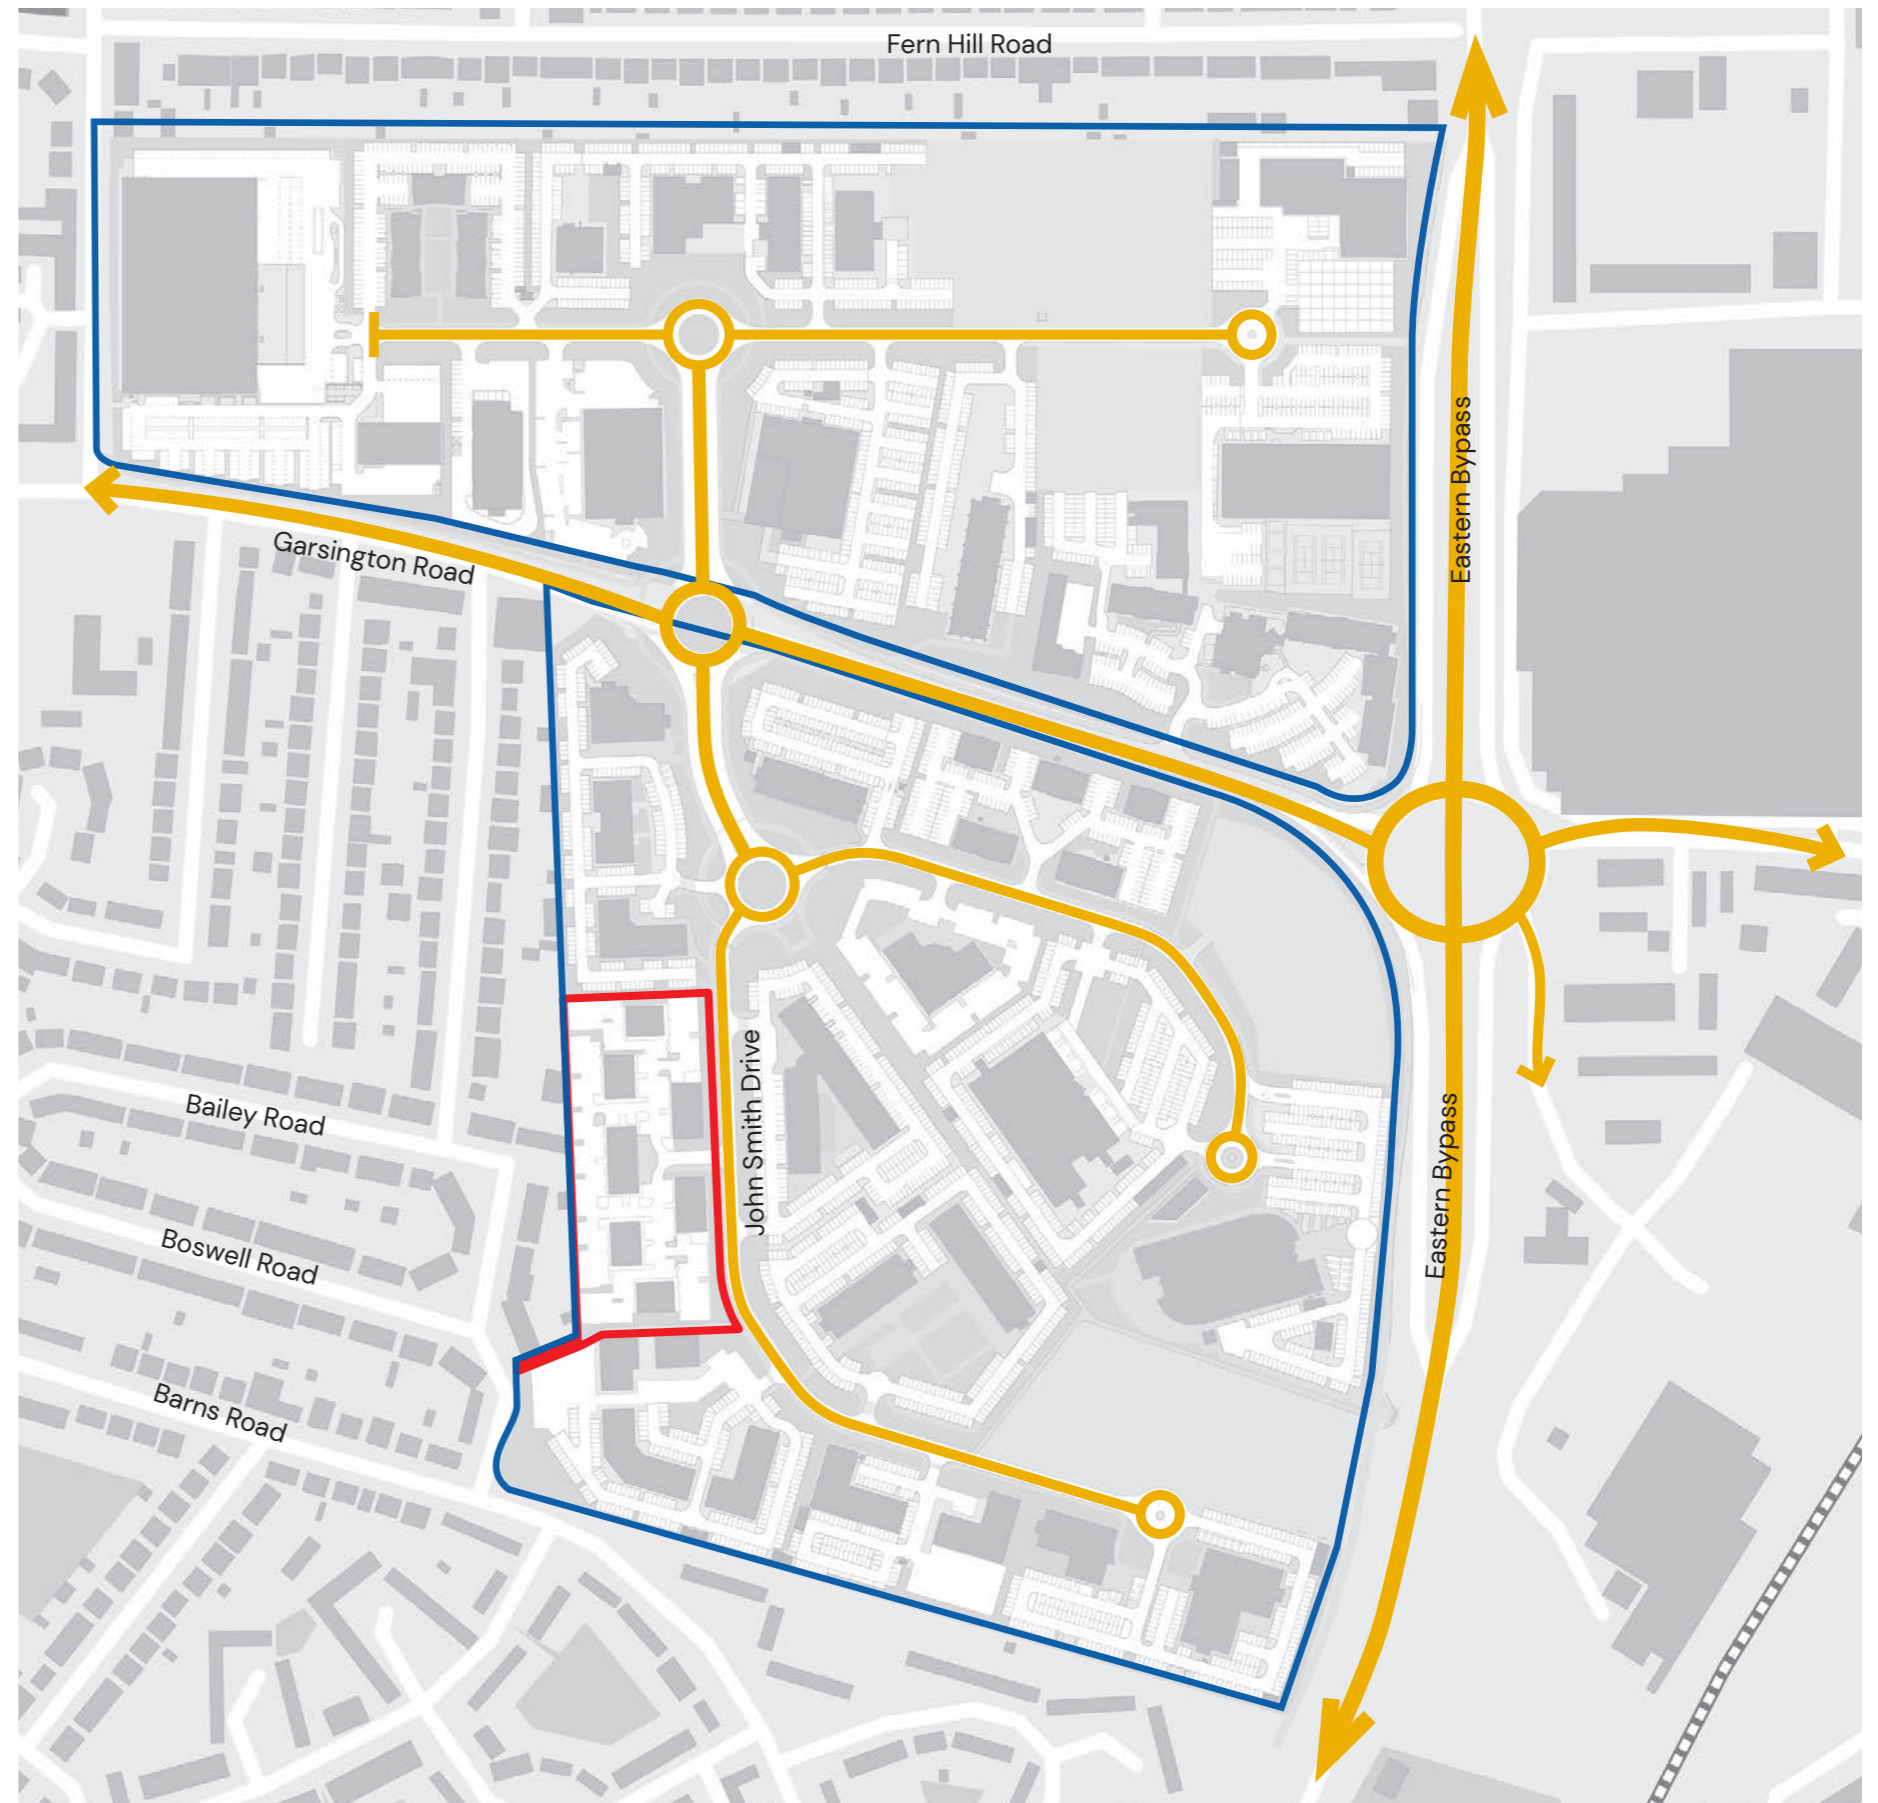 Fern Hill Road
Eastern Bypass
Garsington Road
John Smith Drive
Bailey Road
Eastern Bypass
Boswell Road
Barns Road